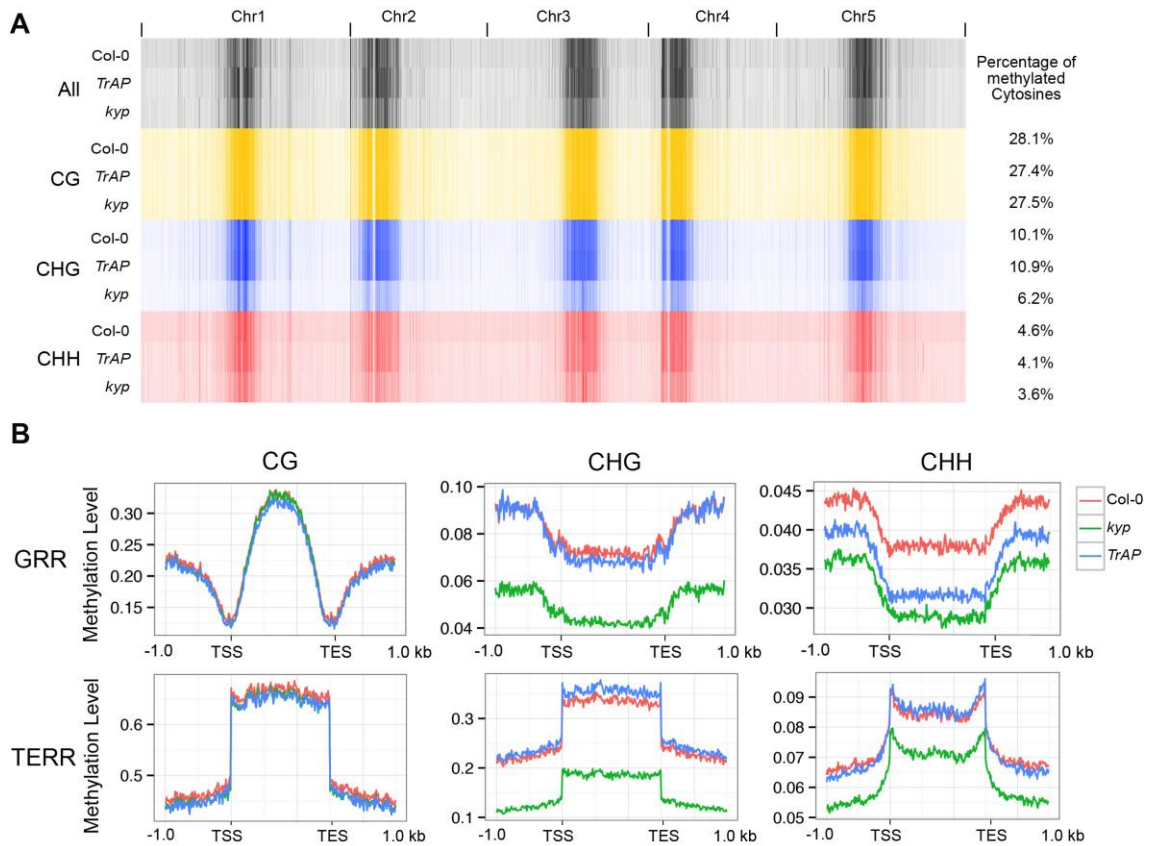 A
Chr1 Chr2 Chr3 Chr4 Chr5
Percentage of
methylated
Cytosines
All
Col-0
TrAP
kyp
CG
Col-0 28.1%
TrAP 27.4%
kyp 27.5%
CHG
Col-0 10.1%
TrAP 10.9%
kyp 6.2%
CHH
Col-0 4.6%
TrAP 4.1%
kyp 3.6%
B
CG CHG CHH
GRR
Methylation Level
0.30
0.25
0.20
0.15
-1.0 TSS TES 1.0 kb
0.10
0.08
0.06
0.04
-1.0 TSS TES 1.0 kb
0.045
0.040
0.035
0.030
-1.0 TSS TES 1.0 kb
Col-0
kyp
TrAP
TERR
Methylation Level
0.6
0.5
-1.0 TSS TES 1.0 kb
0.3
0.2
0.1
-1.0 TSS TES 1.0 kb
0.09
0.08
0.07
0.06
0.05
-1.0 TSS TES 1.0 kb